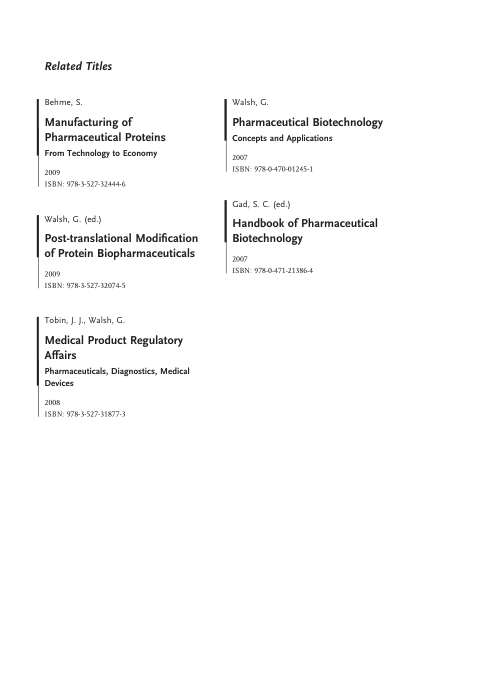 Related Titles
Behme, S.
Manufacturing of
Pharmaceutical Proteins
From Technology to Economy
2009
ISBN: 978-3-527-32444-6
Walsh, G. (ed.)
Post-translational Modification
of Protein Biopharmaceuticals
2009
ISBN: 978-3-527-32074-5
Tobin, J. J., Walsh, G.
Medical Product Regulatory
Affairs
Pharmaceuticals, Diagnostics, Medical
Devices
2008
ISBN: 978-3-527-31877-3
Walsh, G.
Pharmaceutical Biotechnology
Concepts and Applications
2007
ISBN: 978-0-470-01245-1
Gad, S. C. (ed.)
Handbook of Pharmaceutical
Biotechnology
2007
ISBN: 978-0-471-21386-4